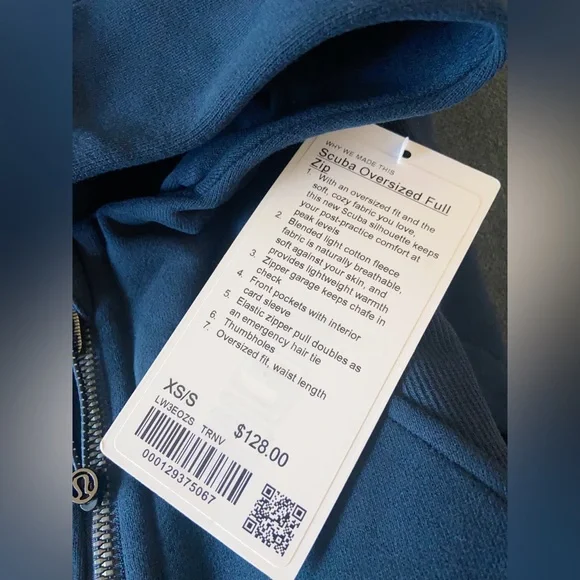 WHY WE MADE THIS
Scuba Oversized Full
Zip
1. With an oversized fit and the
soft, cozy fabric you love,
this new Scuba silhouette keeps
your post-practice comfort at
peak levels
2. Blended light cotton fleece
fabric is naturally breathable,
soft against your skin, and
provides lightweight warmth
3. Zipper garage keeps chafe in
check
4. Front pockets with interior
card sleeve
5. Elastic zipper pull doubles as
an emergency hair tie
6. Thumbholes
7. Oversized fit, waist length
XS/S
LW3EOZS TRNV
$128.00
000129375067